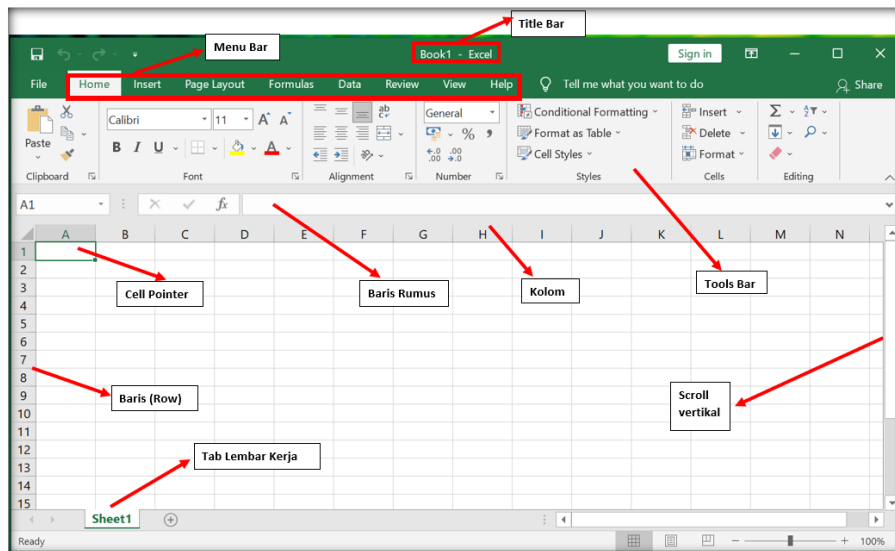 Title Bar
Menu Bar
Book1 - Excel
Sign in
File Home Insert Page Layout Formulas Data Review View Help Tell me what you want to do Share
Paste
Calibri 11
B I U A
General
% ,
Conditional Formatting
Format as Table
Cell Styles
Insert
Delete
Format
Clipboard Font Alignment Number Styles Cells Editing
A1 fx
A B C D E F G H I J K L M N
1
2
3
4
5
6
7
8
9
10
11
12
13
14
15
Cell Pointer
Baris Rumus
Kolom
Tools Bar
Baris (Row)
Scroll
vertikal
Tab Lembar Kerja
Sheet1
Ready
100%